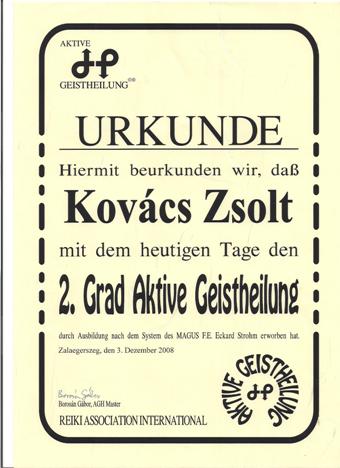 AKTIVE
GEISTHEILUNG©®
URKUNDE
Hiermit beurkunden wir, daß
Kovács Zsolt
mit dem heutigen Tage den
2. Grad Aktive Geistheilung
durch Ausbildung nach dem System des MAGUS F.E. Eckard Strohm erworben hat.
Zalaegerszeg, den 3. Dezember 2008
Borosán Gábor, AGH Master
REIKI ASSOCIATION INTERNATIONAL
AKTIVE GEISTHEILUNG